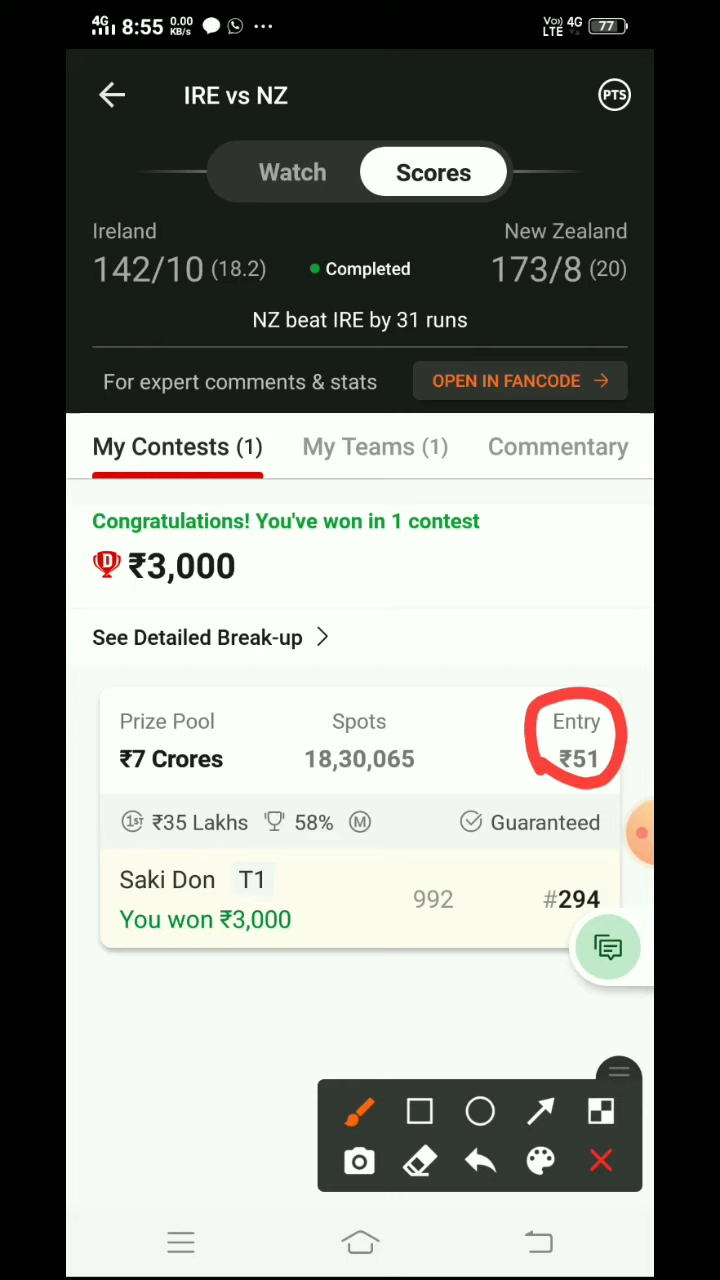 4G 8:55 0.00 KB/s ... Vo)) LTE 4G 77
IRE vs NZ PTS
Watch Scores
Ireland New Zealand
142/10 (18.2) Completed 173/8 (20)
NZ beat IRE by 31 runs
For expert comments & stats OPEN IN FANCODE
My Contests (1) My Teams (1) Commentary
Congratulations! You've won in 1 contest
D ₹3,000
See Detailed Break-up
Prize Pool Spots Entry
₹7 Crores 18,30,065 ₹51
1ST ₹35 Lakhs 58% M Guaranteed
Saki Don T1 992 #294
You won ₹3,000